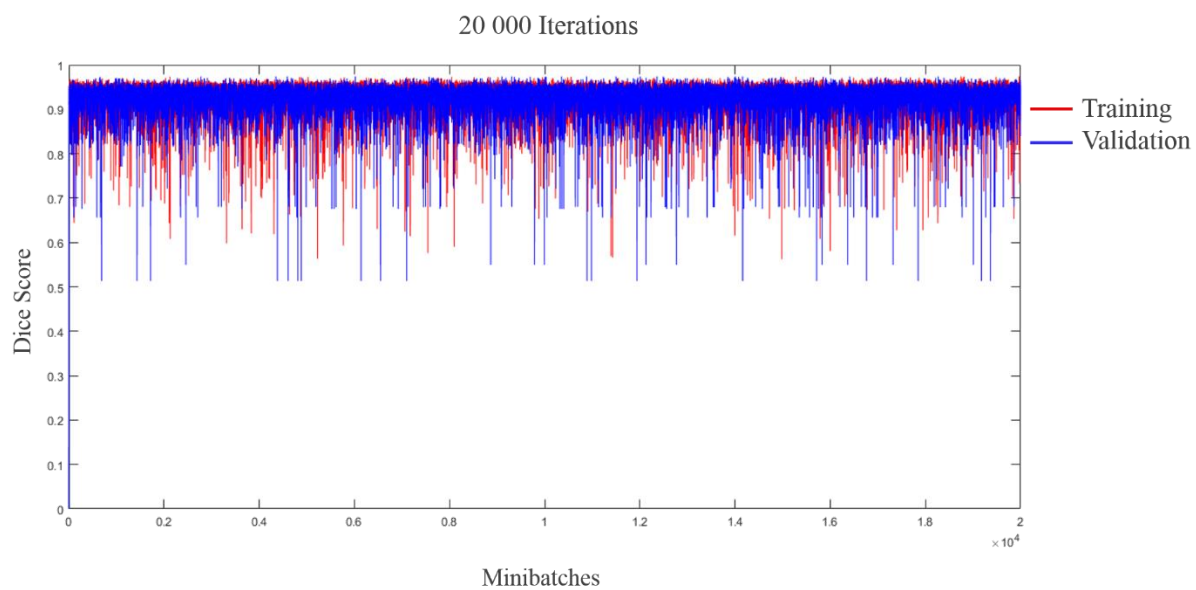 20 000 Iterations
1
0.9
0.8
0.7
0.6
0.5
0.4
0.3
0.2
0.1
0
Dice Score
0 0.2 0.4 0.6 0.8 1 1.2 1.4 1.6 1.8 2
×10⁴
Minibatches
Training
Validation